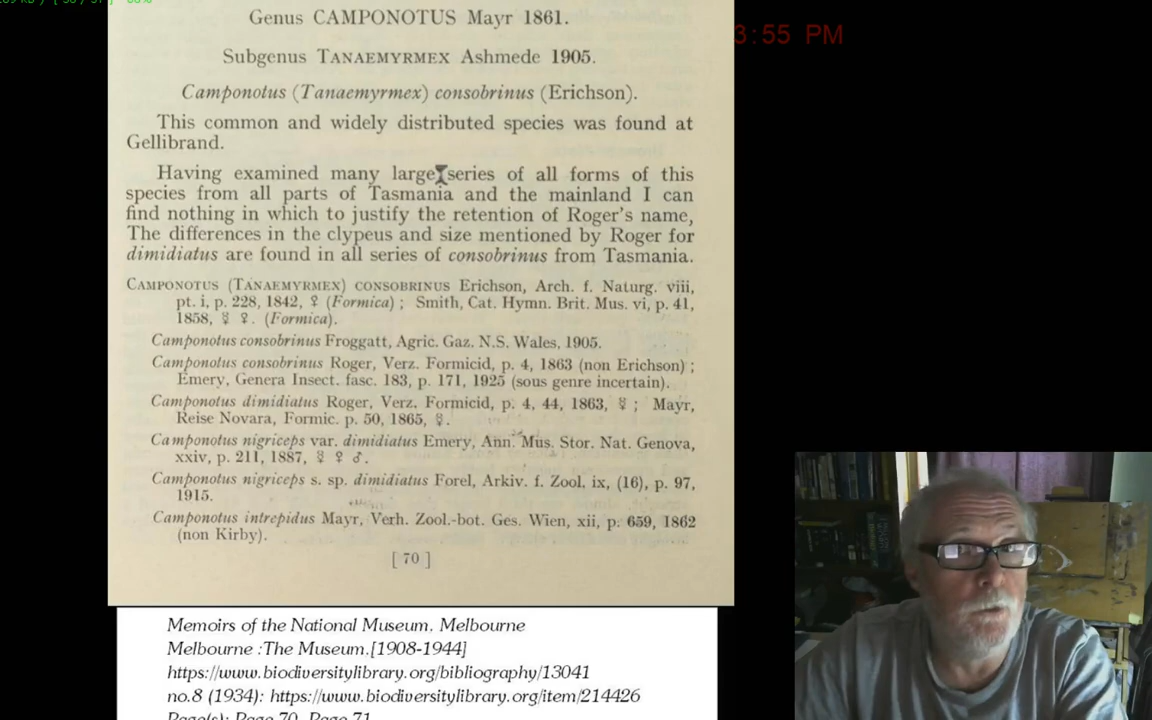 Genus CAMPONOTUS Mayr 1861.
3:55 PM
Subgenus TANAEMYRMEX Ashmede 1905.
Camponotus (Tanaemyrmex) consobrinus (Erichson).
This common and widely distributed species was found at
Gellibrand.
Having examined many large series of all forms of this
species from all parts of Tasmania and the mainland I can
find nothing in which to justify the retention of Roger's name,
The differences in the clypeus and size mentioned by Roger for
dimidiatus are found in all series of consobrinus from Tasmania.
CAMPONOTUS (TANAEMYRMEX) CONSOBRINUS Erichson, Arch. f. Naturg. viii,
pt. i, p. 228, 1842, ♀ (Formica) ; Smith, Cat. Hymn. Brit. Mus. vi, p. 41,
1858, ☿ ♀. (Formica).
Camponotus consobrinus Froggatt, Agric. Gaz. N.S. Wales, 1905.
Camponotus consobrinus Roger, Verz. Formicid, p. 4, 1863 (non Erichson) ;
Emery, Genera Insect. fasc. 183, p. 171, 1925 (sous genre incertain).
Camponotus dimidiatus Roger, Verz. Formicid, p. 4, 44, 1863, ☿ ; Mayr,
Reise Novara, Formic. p. 50, 1865, ☿.
Camponotus nigriceps var. dimidiatus Emery, Ann. Mus. Stor. Nat. Genova,
xxiv, p. 211, 1887, ☿ ♀ ♂.
Camponotus nigriceps s. sp. dimidiatus Forel, Arkiv. f. Zool. ix, (16), p. 97,
1915.
Camponotus intrepidus Mayr, Verh. Zool.-bot. Ges. Wien, xii, p. 659, 1862
(non Kirby).
[ 70 ]
Memoirs of the National Museum, Melbourne
Melbourne :The Museum,[1908-1944]
https://www.biodiversitylibrary.org/bibliography/13041
no.8 (1934): https://www.biodiversitylibrary.org/item/214426
Page(s): Page 70, Page 71